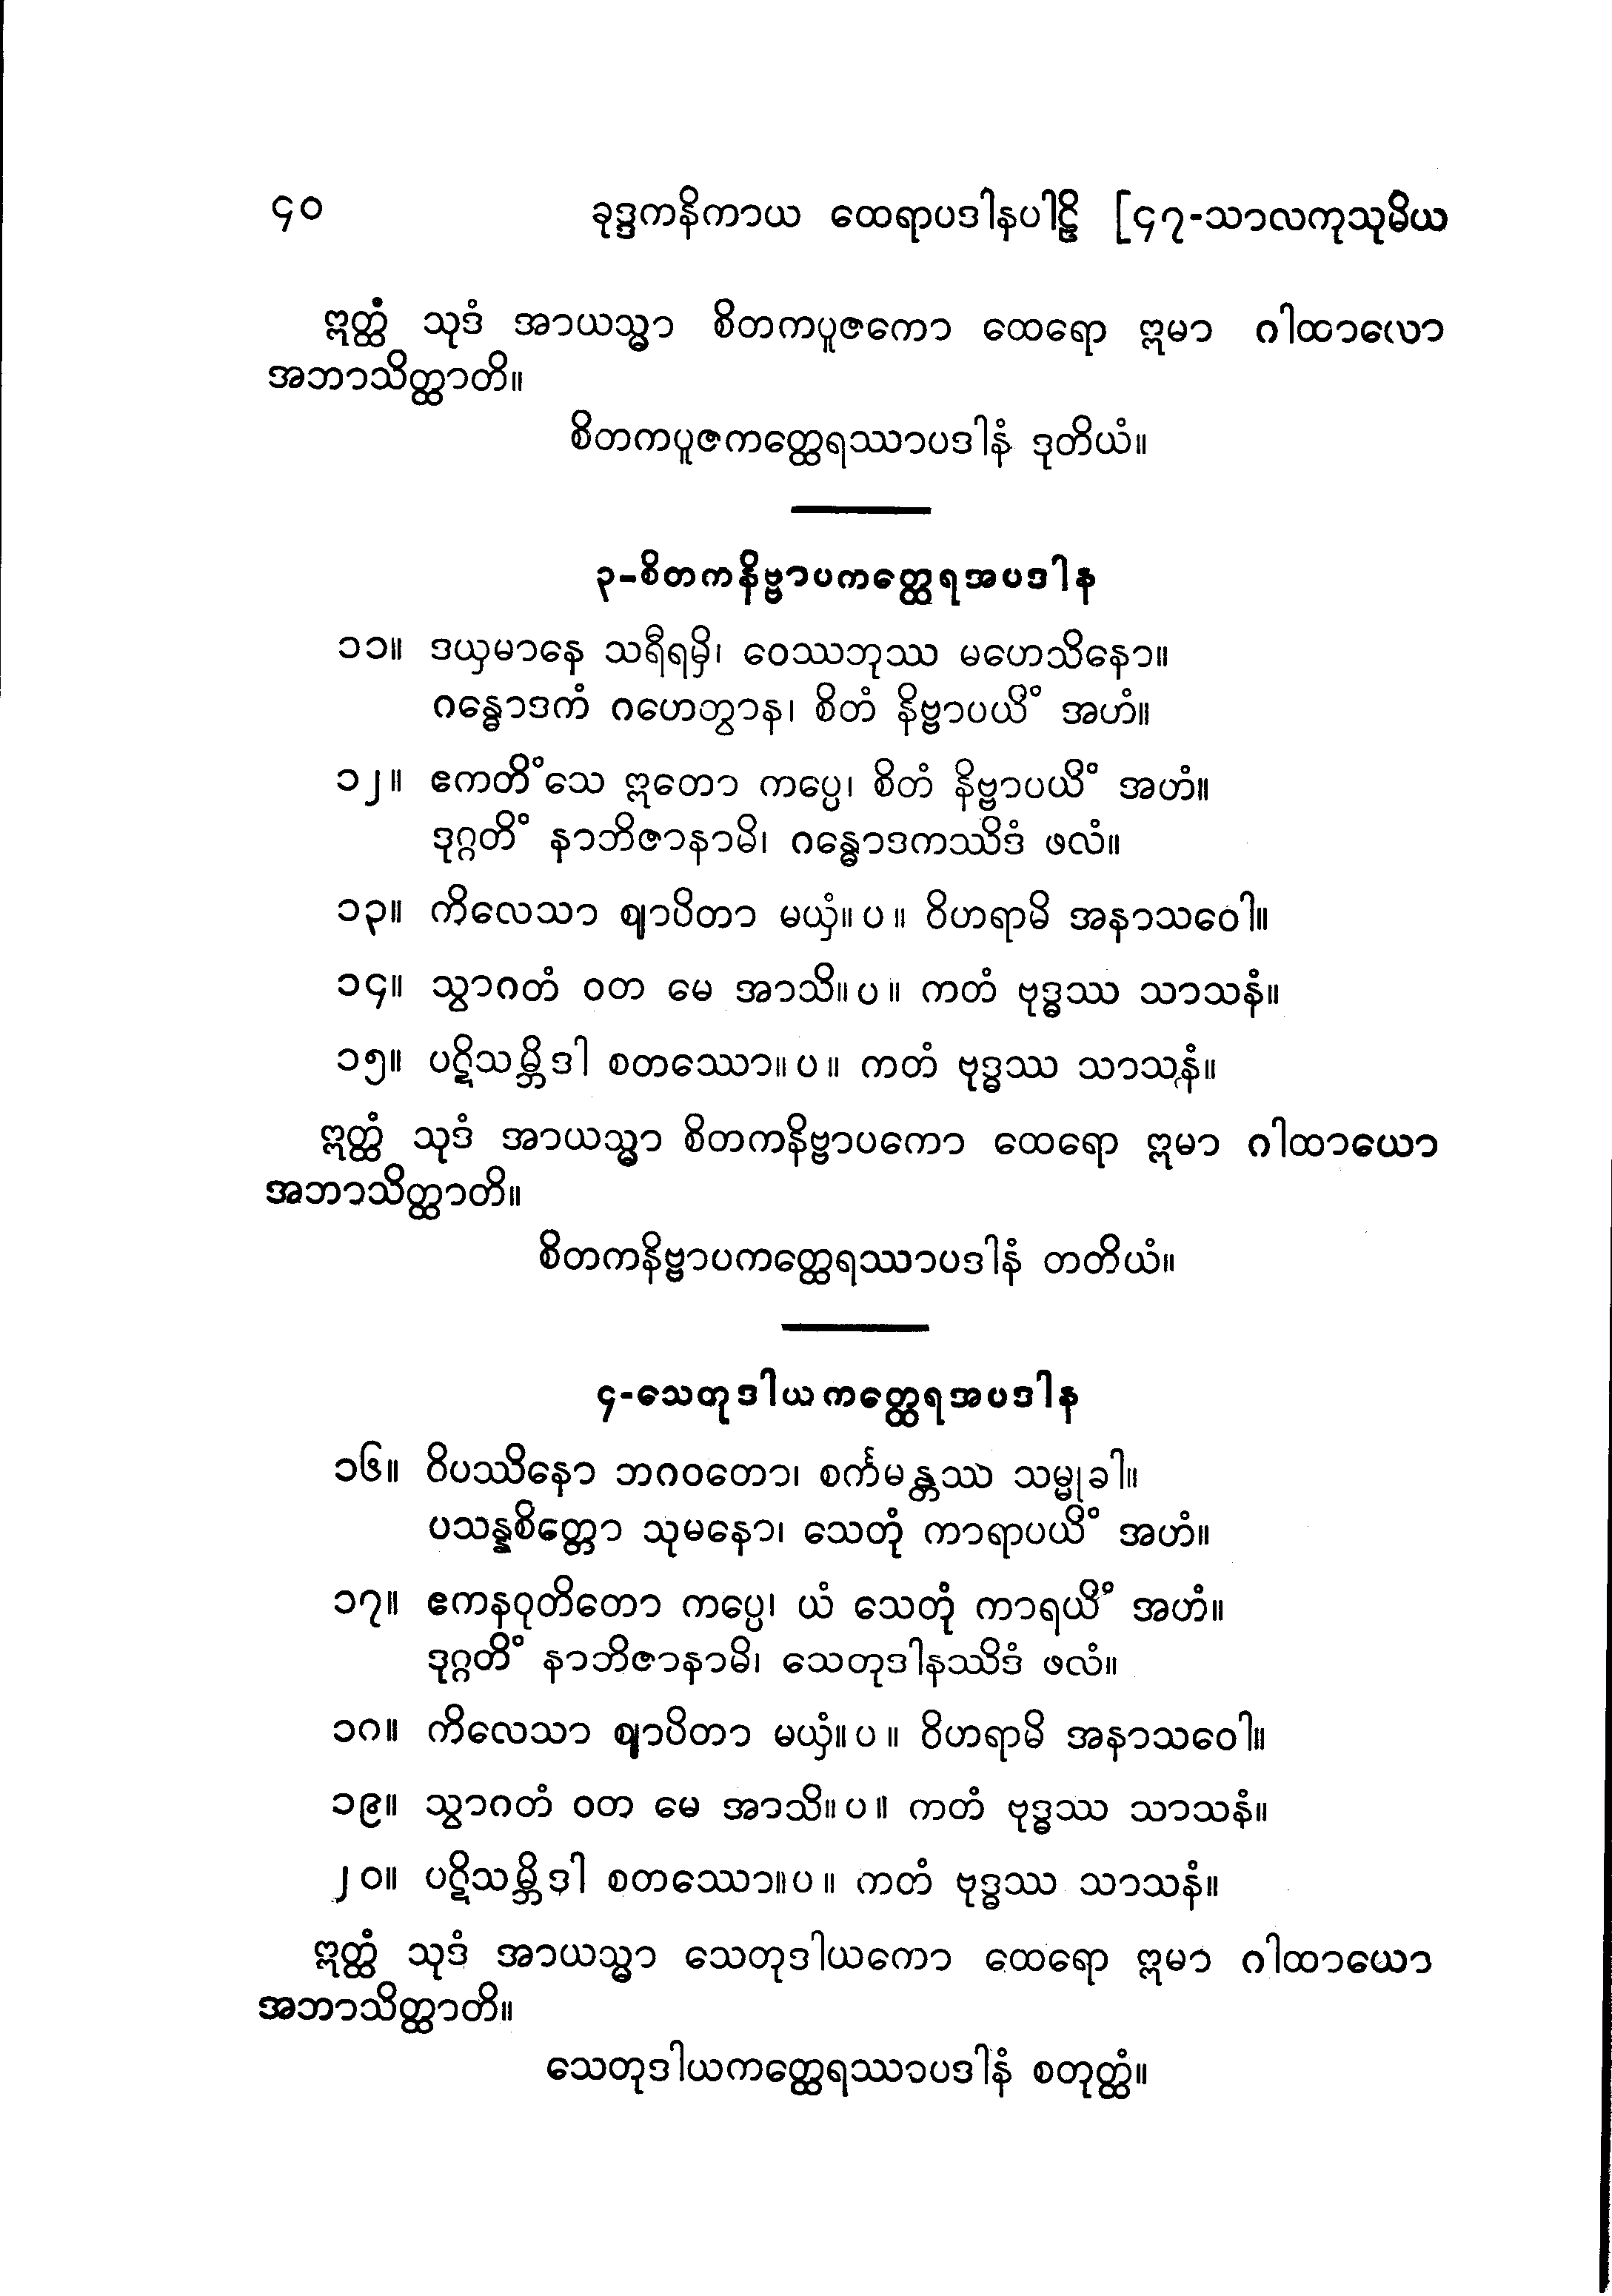 ၄၀ ခုဒ္ဒကနိကာယ ထေရာပဒါနပါဠိ [၄၇-သာလကုသုမိယ
ဣတ္ထံ သုဒံ အာယသ္မာ စိတကပူဇကော ထေရော ဣမာ ဂါထာလော
အဘာသိတ္ထာတိ။
စိတကပူဇကတ္ထေရဿာပဒါနံ ဒုတိယံ။
၃-စိတကနိဗ္ဗာပကတ္ထေရအပဒါန
၁၁။ ဒယှမာနေ သရီရမှိ၊ ဝေဿဘုဿ မဟေသိနော။
ဂန္ဓောဒကံ ဂဟေတွာန၊ စိတံ နိဗ္ဗာပယိံ အဟံ။
၁၂။ ဧကတိံသေ ဣတော ကပ္ပေ၊ စိတံ နိဗ္ဗာပယိံ အဟံ။
ဒုဂ္ဂတိံ နာဘိဇာနာမိ၊ ဂန္ဓောဒကဿိဒံ ဖလံ။
၁၃။ ကိလေသာ ဈာပိတာ မယှံ။ပ။ ဝိဟရာမိ အနာသဝေါ။
၁၄။ သွာဂတံ ဝတ မေ အာသိ။ပ။ ကတံ ဗုဒ္ဓဿ သာသနံ။
၁၅။ ပဋိသမ္ဘိဒါ စတဿော။ပ။ ကတံ ဗုဒ္ဓဿ သာသနံ။
ဣတ္ထံ သုဒံ အာယသ္မာ စိတကနိဗ္ဗာပကော ထေရော ဣမာ ဂါထာယော
အဘာသိတ္ထာတိ။
စိတကနိဗ္ဗာပကတ္ထေရဿာပဒါနံ တတိယံ။
၄-သေတုဒါယကတ္ထေရအပဒါန
၁၆။ ဝိပဿိနော ဘဂဝတော၊ စင်္ကမန္တဿ သမ္မုခါ။
ပသန္နစိတ္တော သုမနော၊ သေတုံ ကာရာပယိံ အဟံ။
၁၇။ ဧကနဝုတိတော ကပ္ပေ၊ ယံ သေတုံ ကာရယိံ အဟံ။
ဒုဂ္ဂတိံ နာဘိဇာနာမိ၊ သေတုဒါနဿိဒံ ဖလံ။
၁၈။ ကိလေသာ ဈာပိတာ မယှံ။ပ။ ဝိဟရာမိ အနာသဝေါ။
၁၉။ သွာဂတံ ဝတ မေ အာသိ။ပ။ ကတံ ဗုဒ္ဓဿ သာသနံ။
၂၀။ ပဋိသမ္ဘိဒါ စတဿော။ပ။ ကတံ ဗုဒ္ဓဿ သာသနံ။
ဣတ္ထံ သုဒံ အာယသ္မာ သေတုဒါယကော ထေရော ဣမာ ဂါထာယော
အဘာသိတ္ထာတိ။
သေတုဒါယကတ္ထေရဿာပဒါနံ စတုတ္ထံ။